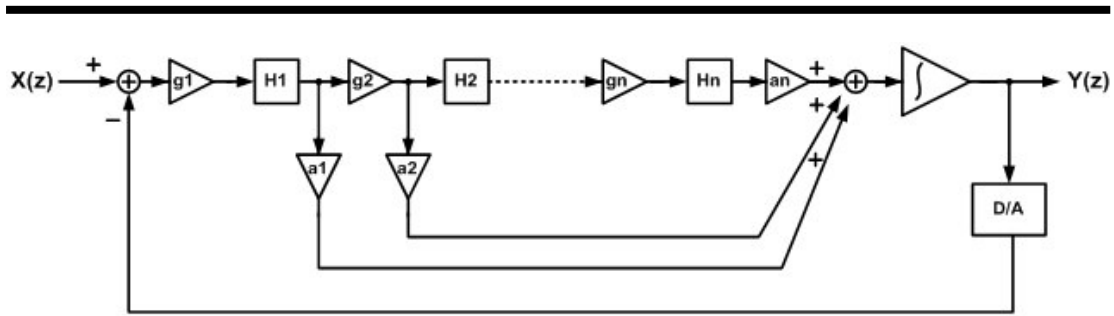 X(z) + g1 H1 g2 H2 gn Hn an + Y(z)
−
+
+
a1 a2
D/A